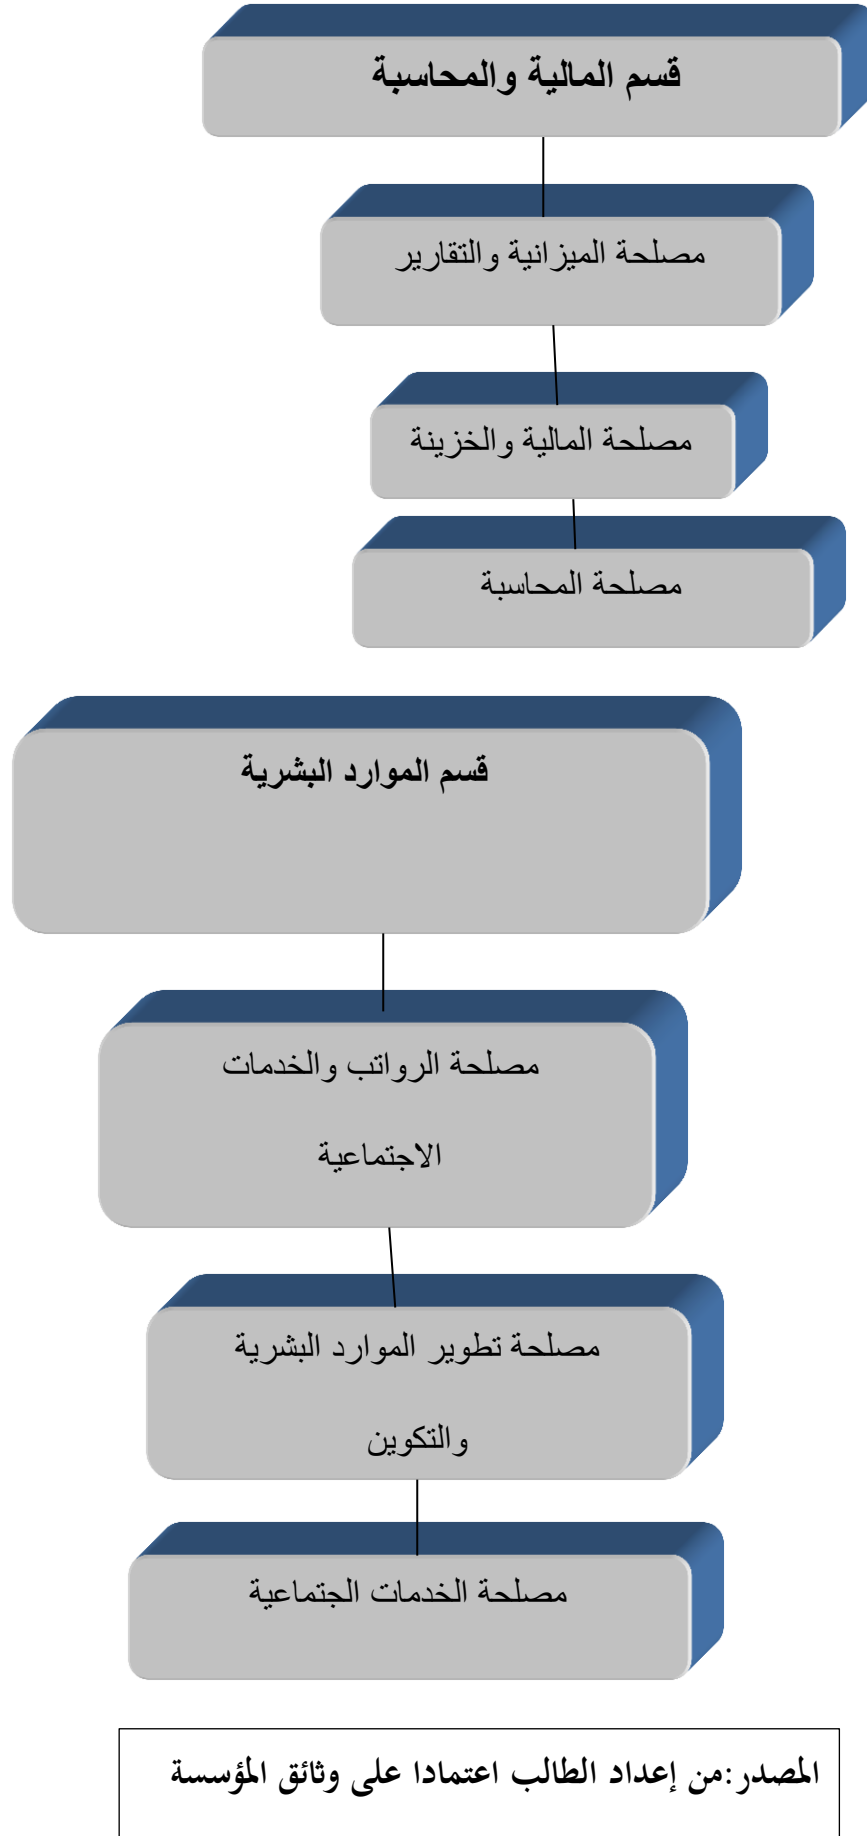 قسم المالية والمحاسبة
مصلحة الميزانية والتقارير
مصلحة المالية والخزينة
مصلحة المحاسبة
قسم الموارد البشرية
مصلحة الرواتب والخدمات
الاجتماعية
مصلحة تطوير الموارد البشرية
والتكوين
مصلحة الخدمات الجتماعية
المصدر:من إعداد الطالب اعتمادا على وثائق المؤسسة